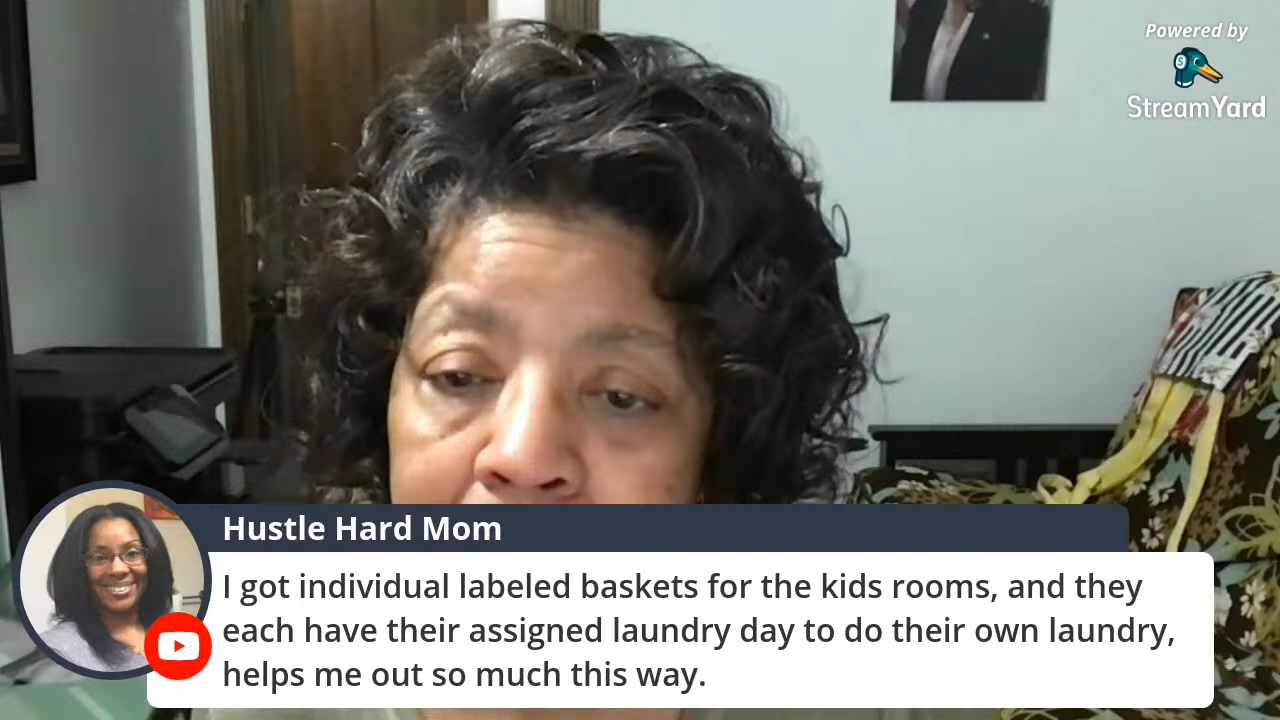 Powered by
StreamYard
Hustle Hard Mom
I got individual labeled baskets for the kids rooms, and they
each have their assigned laundry day to do their own laundry,
helps me out so much this way.